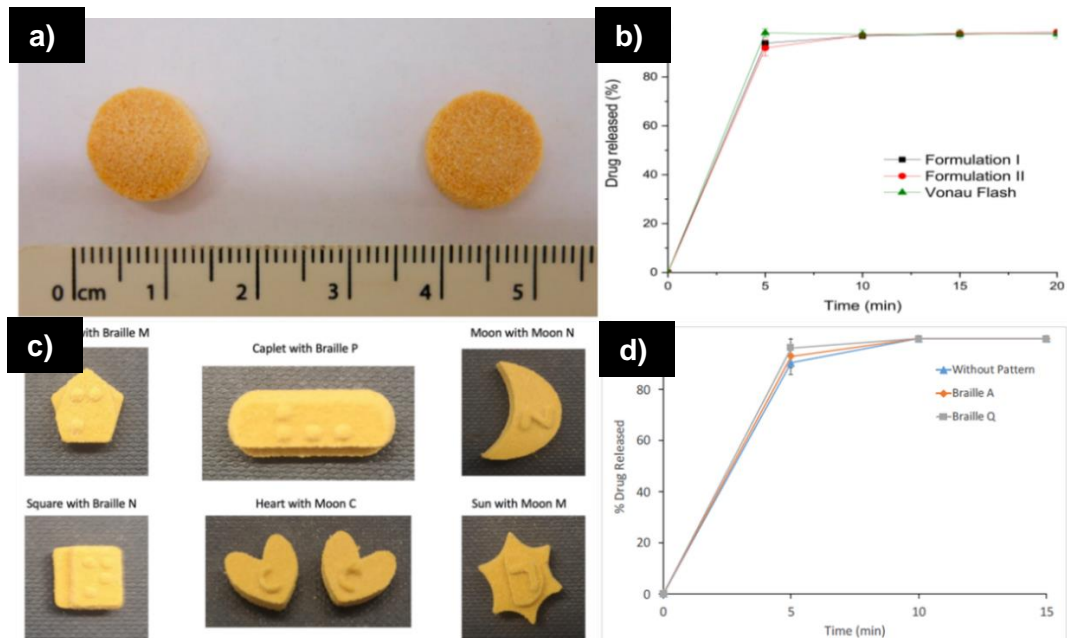 a)
0 cm 1 2 3 4 5
b)
Drug released (%)
80
60
40
20
0
0 5 10 15 20
Time (min)
Formulation I
Formulation II
Vonau Flash
c)
with Braille M
Caplet with Braille P
Moon with Moon N
N
Square with Braille N
Heart with Moon C
Sun with Moon M
C C
d)
% Drug Released
80
60
40
20
0
0 5 10 15
Time (min)
Without Pattern
Braille A
Braille Q